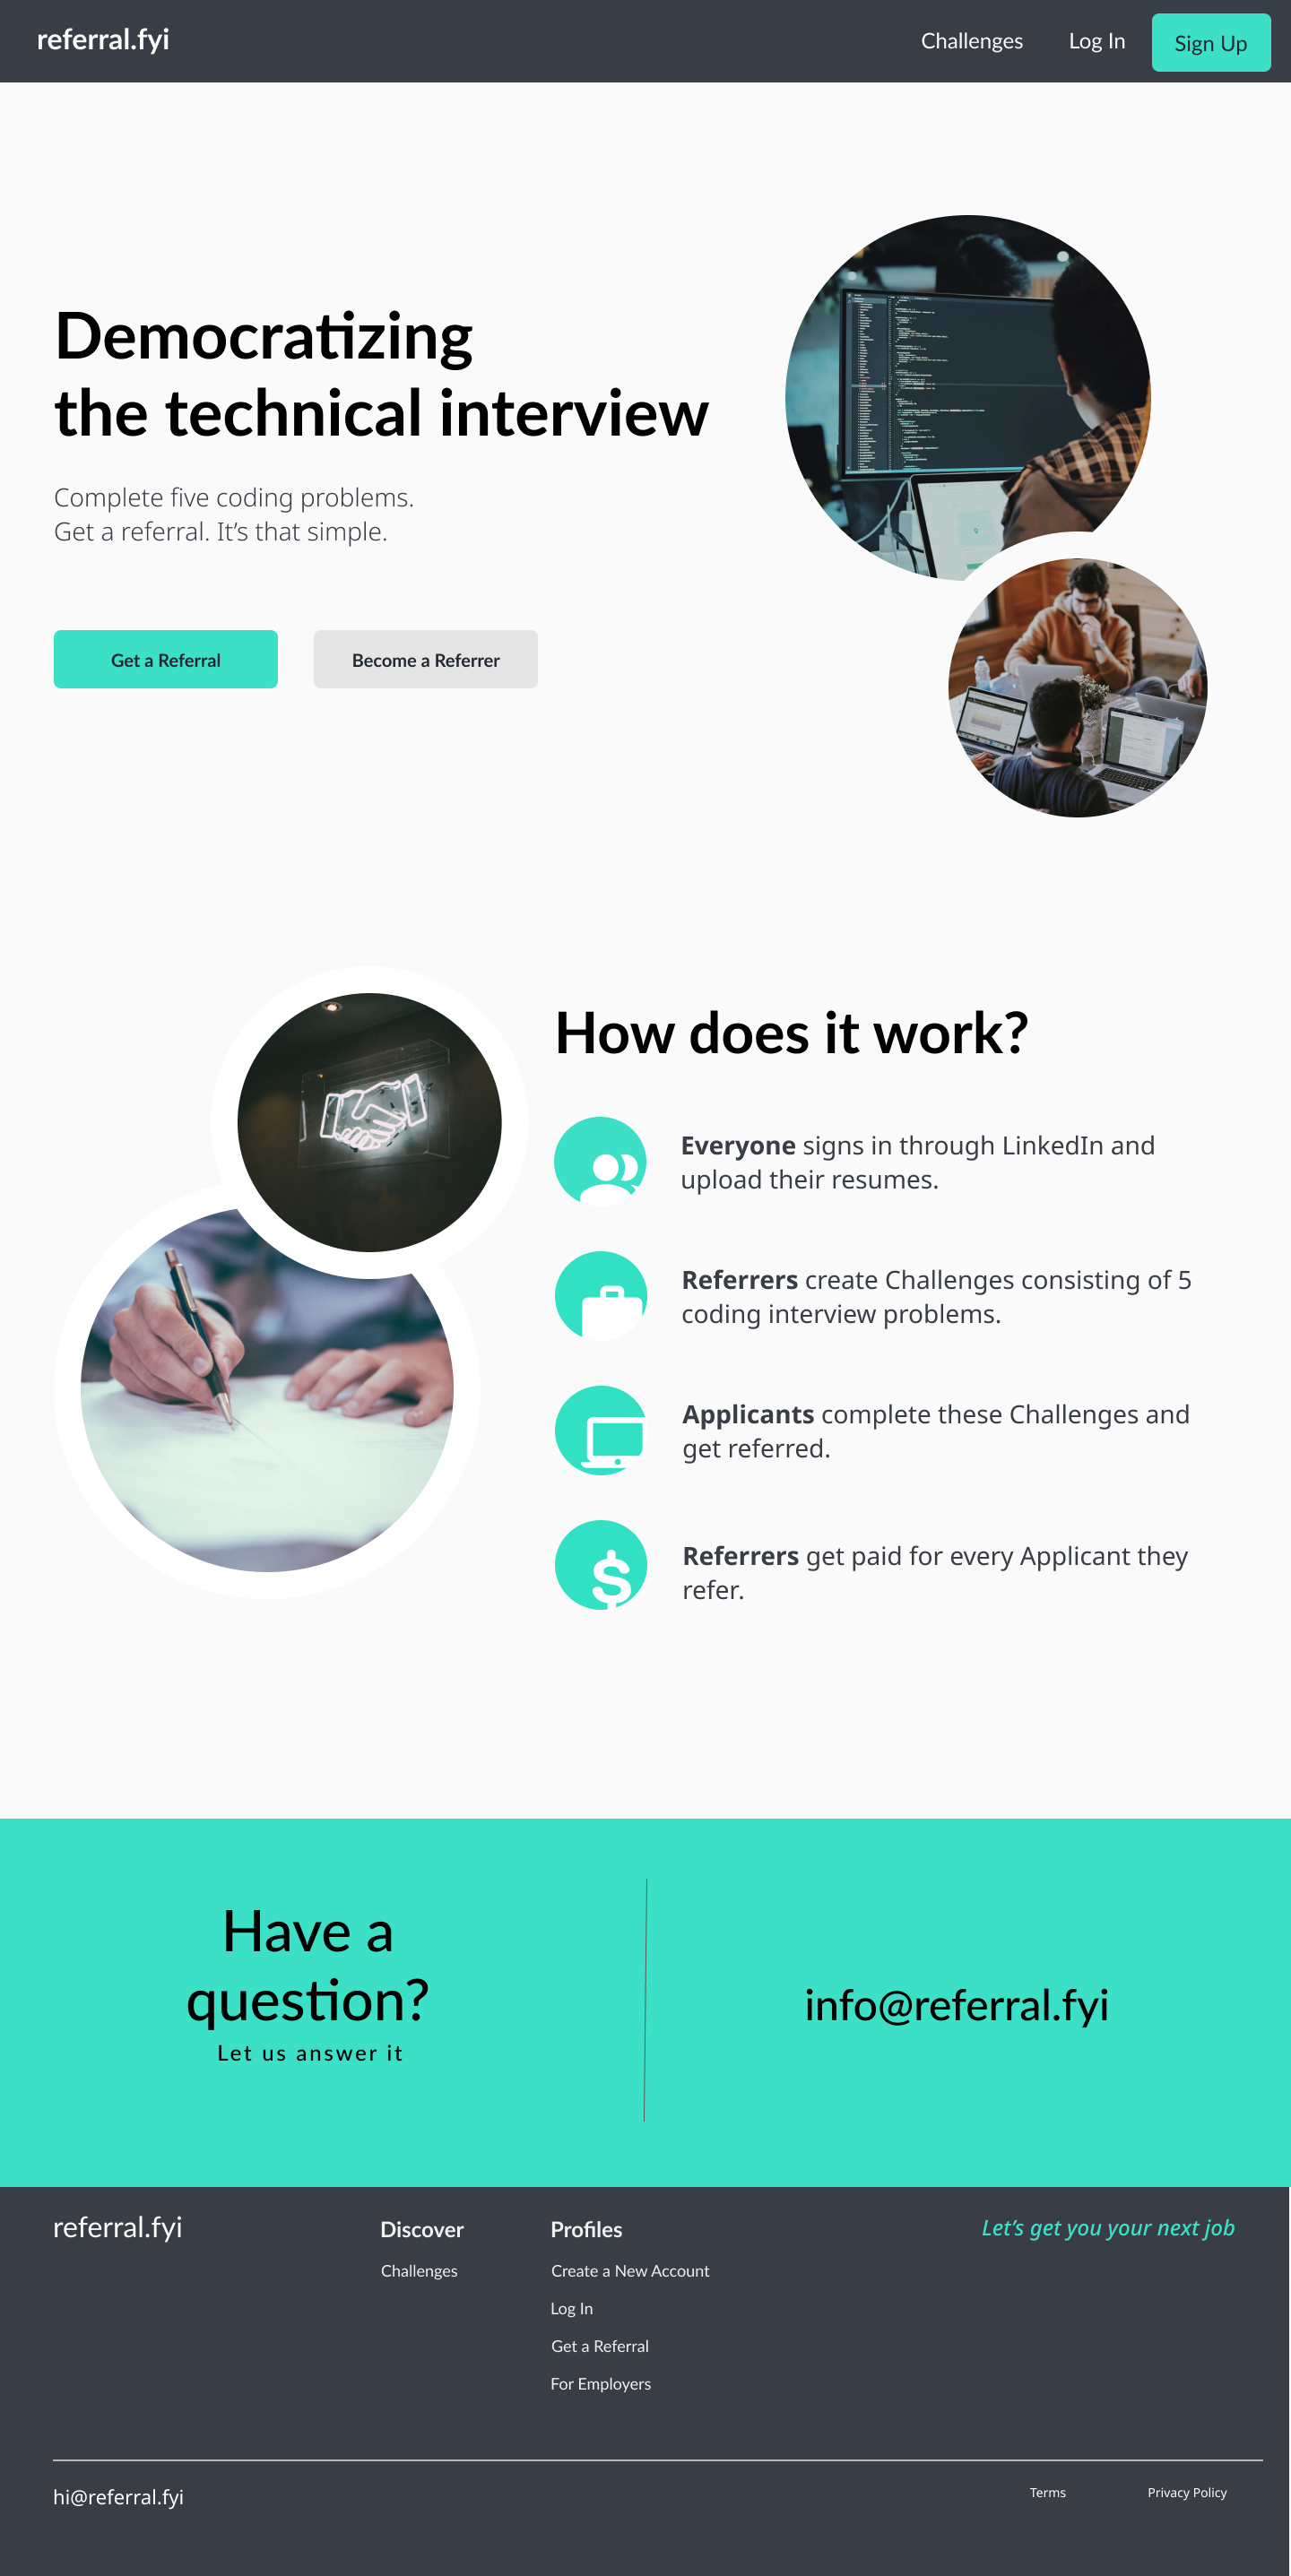 referral.fyi
Challenges
Log In
Sign Up
Democratizing
the technical interview
Complete five coding problems.
Get a referral. It’s that simple.
Get a Referral
Become a Referrer
How does it work?
Everyone signs in through LinkedIn and
upload their resumes.
Referrers create Challenges consisting of 5
coding interview problems.
Applicants complete these Challenges and
get referred.
Referrers get paid for every Applicant they
refer.
Have a
question?
Let us answer it
info@referral.fyi
referral.fyi
Discover
Challenges
Profiles
Create a New Account
Log In
Get a Referral
For Employers
Let’s get you your next job
hi@referral.fyi
Terms
Privacy Policy